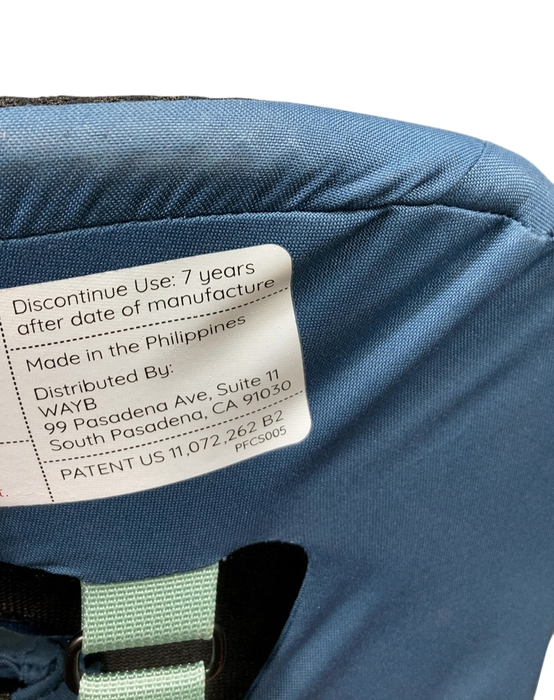 Discontinue Use: 7 years
after date of manufacture
Made in the Philippines
Distributed By:
WAYB
99 Pasadena Ave, Suite 11
South Pasadena, CA 91030
PATENT US 11,072,262 B2
PFCS005